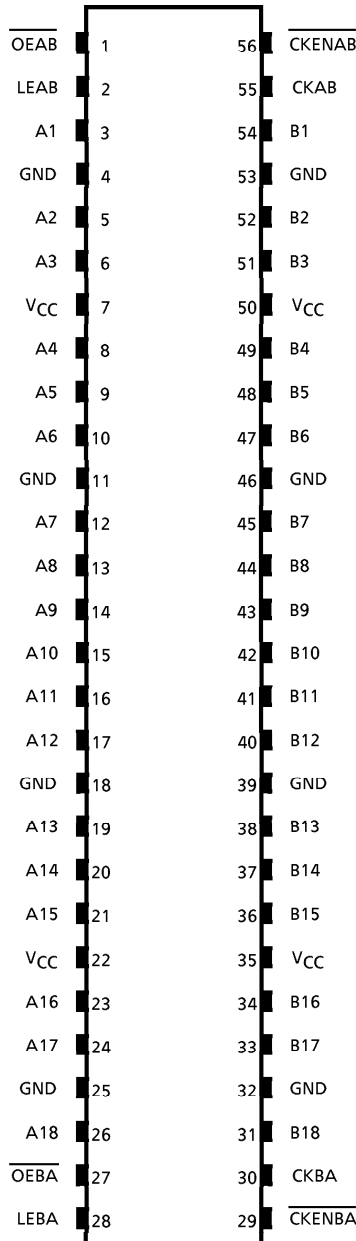 OEAB 1 56 CKENAB
LEAB 2 55 CKAB
A1 3 54 B1
GND 4 53 GND
A2 5 52 B2
A3 6 51 B3
VCC 7 50 VCC
A4 8 49 B4
A5 9 48 B5
A6 10 47 B6
GND 11 46 GND
A7 12 45 B7
A8 13 44 B8
A9 14 43 B9
A10 15 42 B10
A11 16 41 B11
A12 17 40 B12
GND 18 39 GND
A13 19 38 B13
A14 20 37 B14
A15 21 36 B15
VCC 22 35 VCC
A16 23 34 B16
A17 24 33 B17
GND 25 32 GND
A18 26 31 B18
OEBA 27 30 CKBA
LEBA 28 29 CKENBA